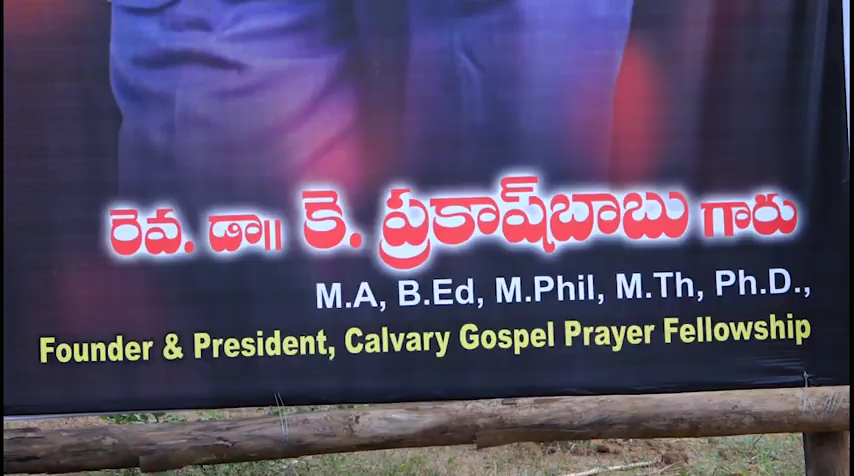 రెవ. డా॥ కె. ప్రకాష్‌బాబు గారు
M.A, B.Ed, M.Phil, M.Th, Ph.D.,
Founder & President, Calvary Gospel Prayer Fellowship